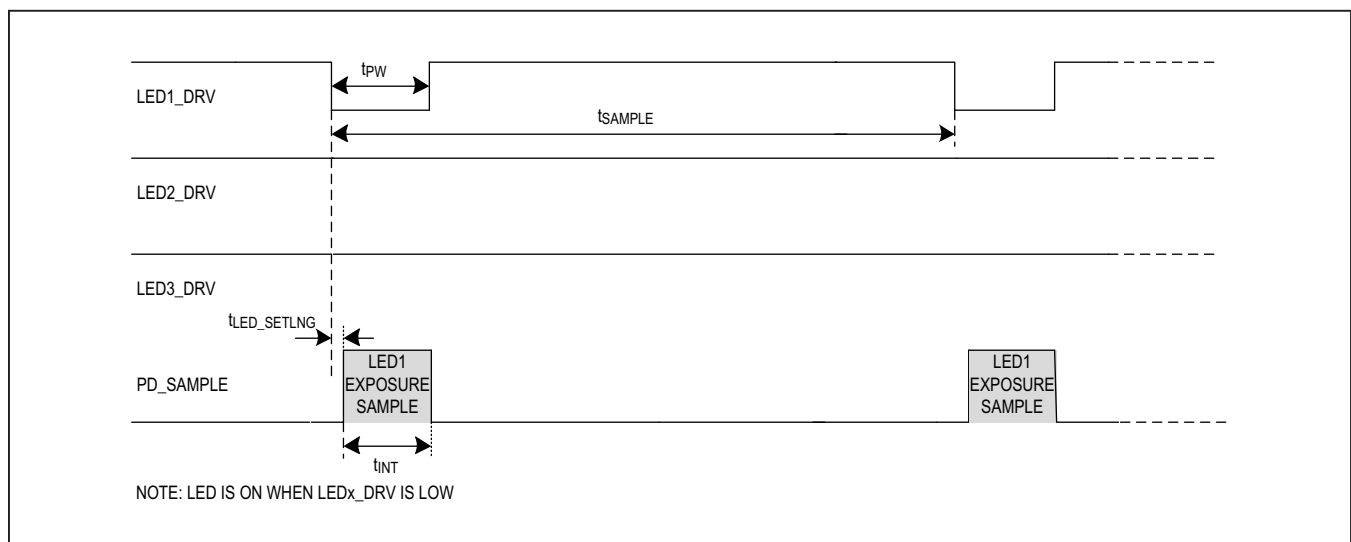 tPW
LED1_DRV
tSAMPLE
LED2_DRV
LED3_DRV
tLED_SETLNG
LED1
EXPOSURE
SAMPLE
LED1
EXPOSURE
SAMPLE
PD_SAMPLE
tINT
NOTE: LED IS ON WHEN LEDx_DRV IS LOW